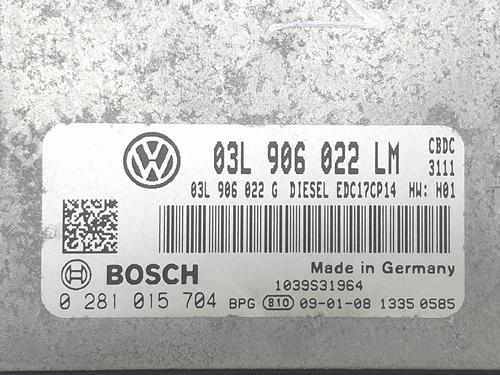 03L 906 022 LM CBDC
3111
03L 906 022 G DIESEL EDC17CP14 HW: H01
BOSCH Made in Germany
1039S31964
0 281 015 704 BPG 810 09-01-08 1335 0585